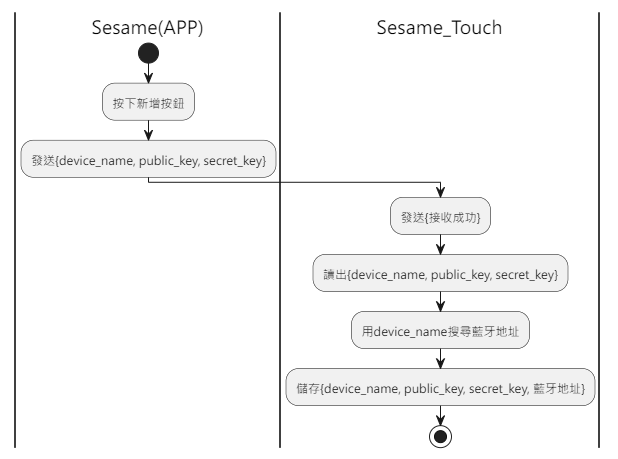 Sesame(APP)
Sesame_Touch
按下新增按鈕
發送{device_name, public_key, secret_key}
發送{接收成功}
讀出{device_name, public_key, secret_key}
用device_name搜尋藍牙地址
儲存{device_name, public_key, secret_key, 藍牙地址}